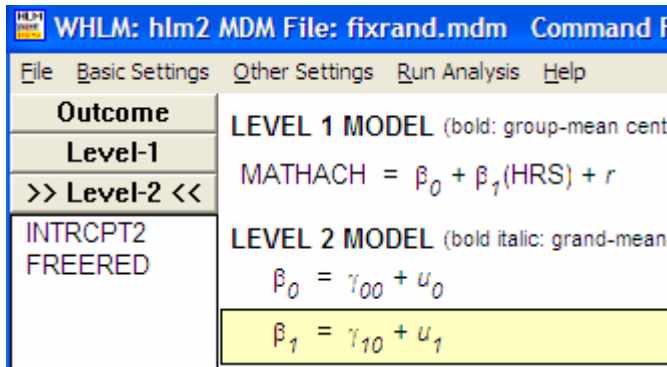 WHLM: hlm2 MDM File: fixrand.mdm Command F
File Basic Settings Other Settings Run Analysis Help
Outcome
Level-1
>> Level-2 <<
INTRCPT2
FREERED
LEVEL 1 MODEL (bold: group-mean cent
MATHACH = β0 + β1(HRS) + r
LEVEL 2 MODEL (bold italic: grand-mean
β0 = γ00 + u0
β1 = γ10 + u1